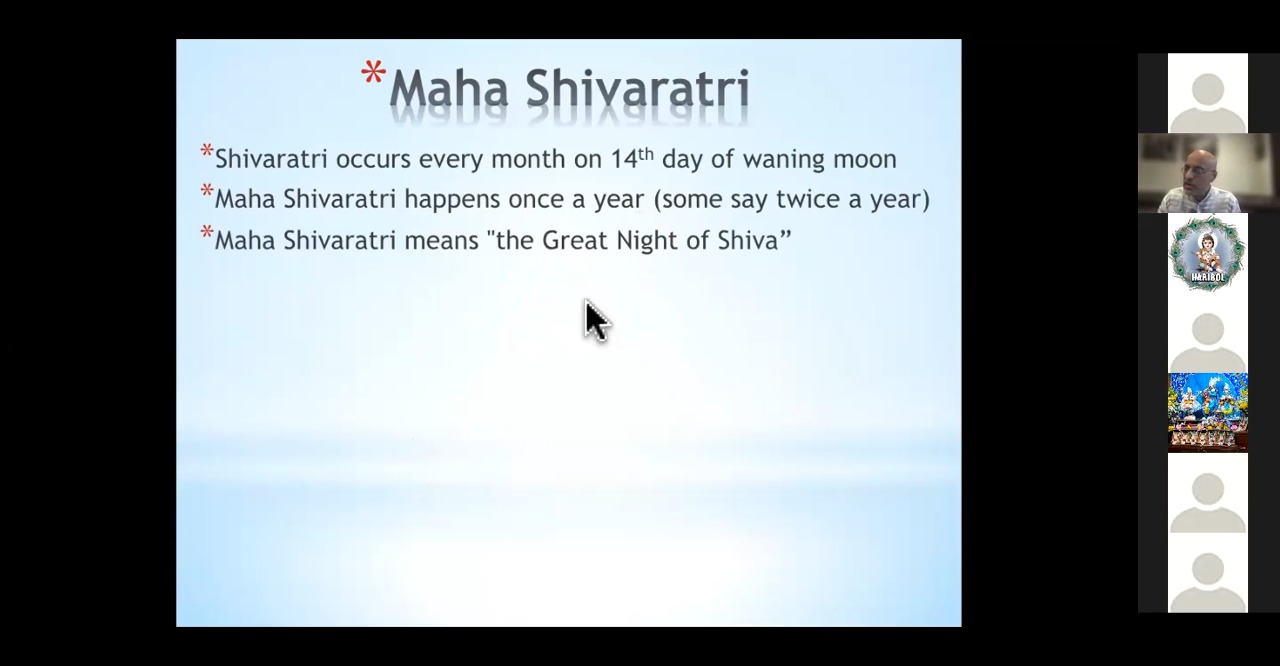 *Maha Shivaratri
*Shivaratri occurs every month on 14th day of waning moon
*Maha Shivaratri happens once a year (some say twice a year)
*Maha Shivaratri means "the Great Night of Shiva”
HARIBOL